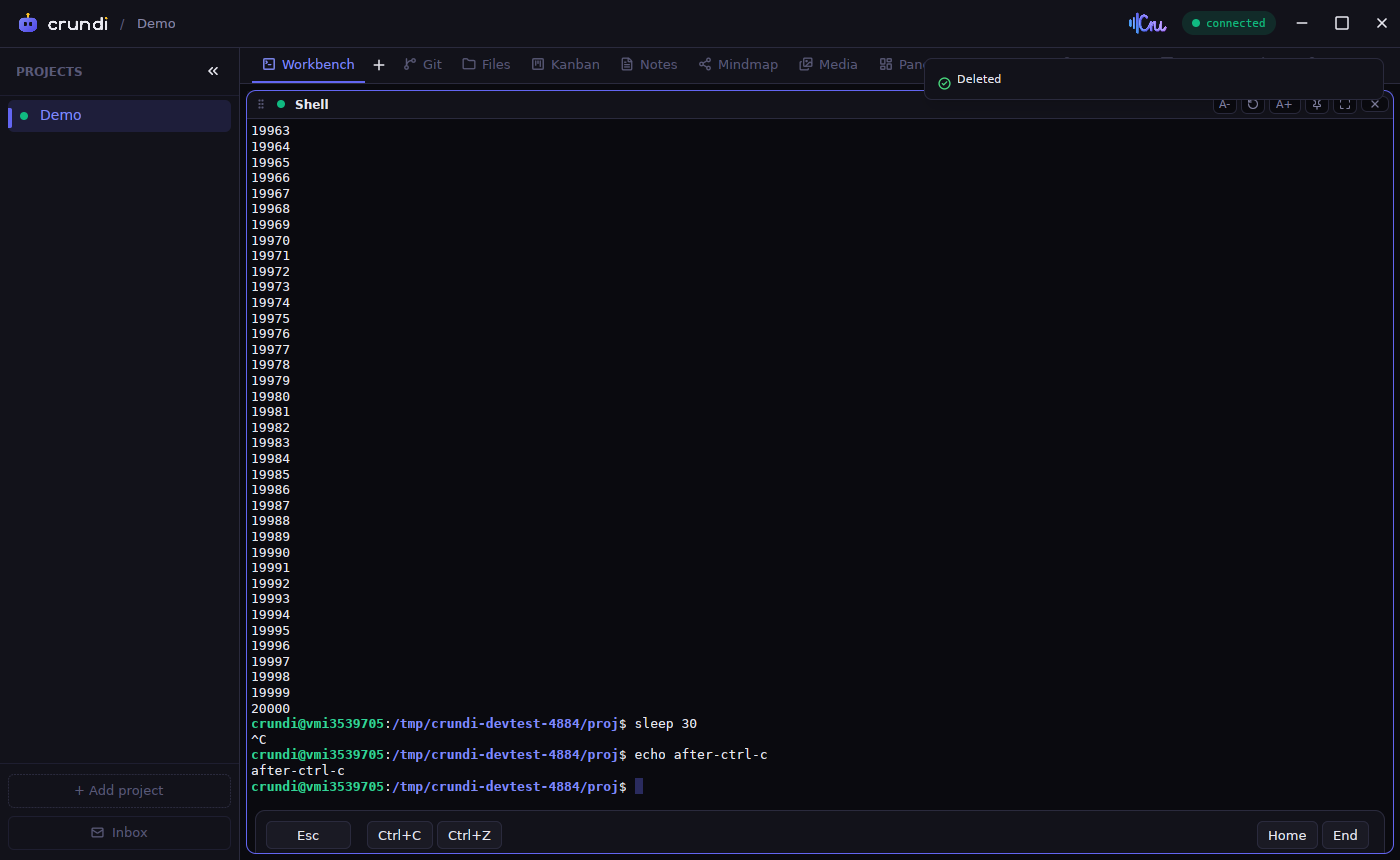 crundi / Demo
Cru
connected
PROJECTS
Workbench
Git
Files
Kanban
Notes
Mindmap
Media
Deleted
Demo
Shell
A-
A+
19963
19964
19965
19966
19967
19968
19969
19970
19971
19972
19973
19974
19975
19976
19977
19978
19979
19980
19981
19982
19983
19984
19985
19986
19987
19988
19989
19990
19991
19992
19993
19994
19995
19996
19997
19998
19999
20000
crundi@vmi3539705:/tmp/crundi-devtest-4884/proj$ sleep 30
^C
crundi@vmi3539705:/tmp/crundi-devtest-4884/proj$ echo after-ctrl-c
after-ctrl-c
crundi@vmi3539705:/tmp/crundi-devtest-4884/proj$
+ Add project
Inbox
Esc
Ctrl+C
Ctrl+Z
Home
End